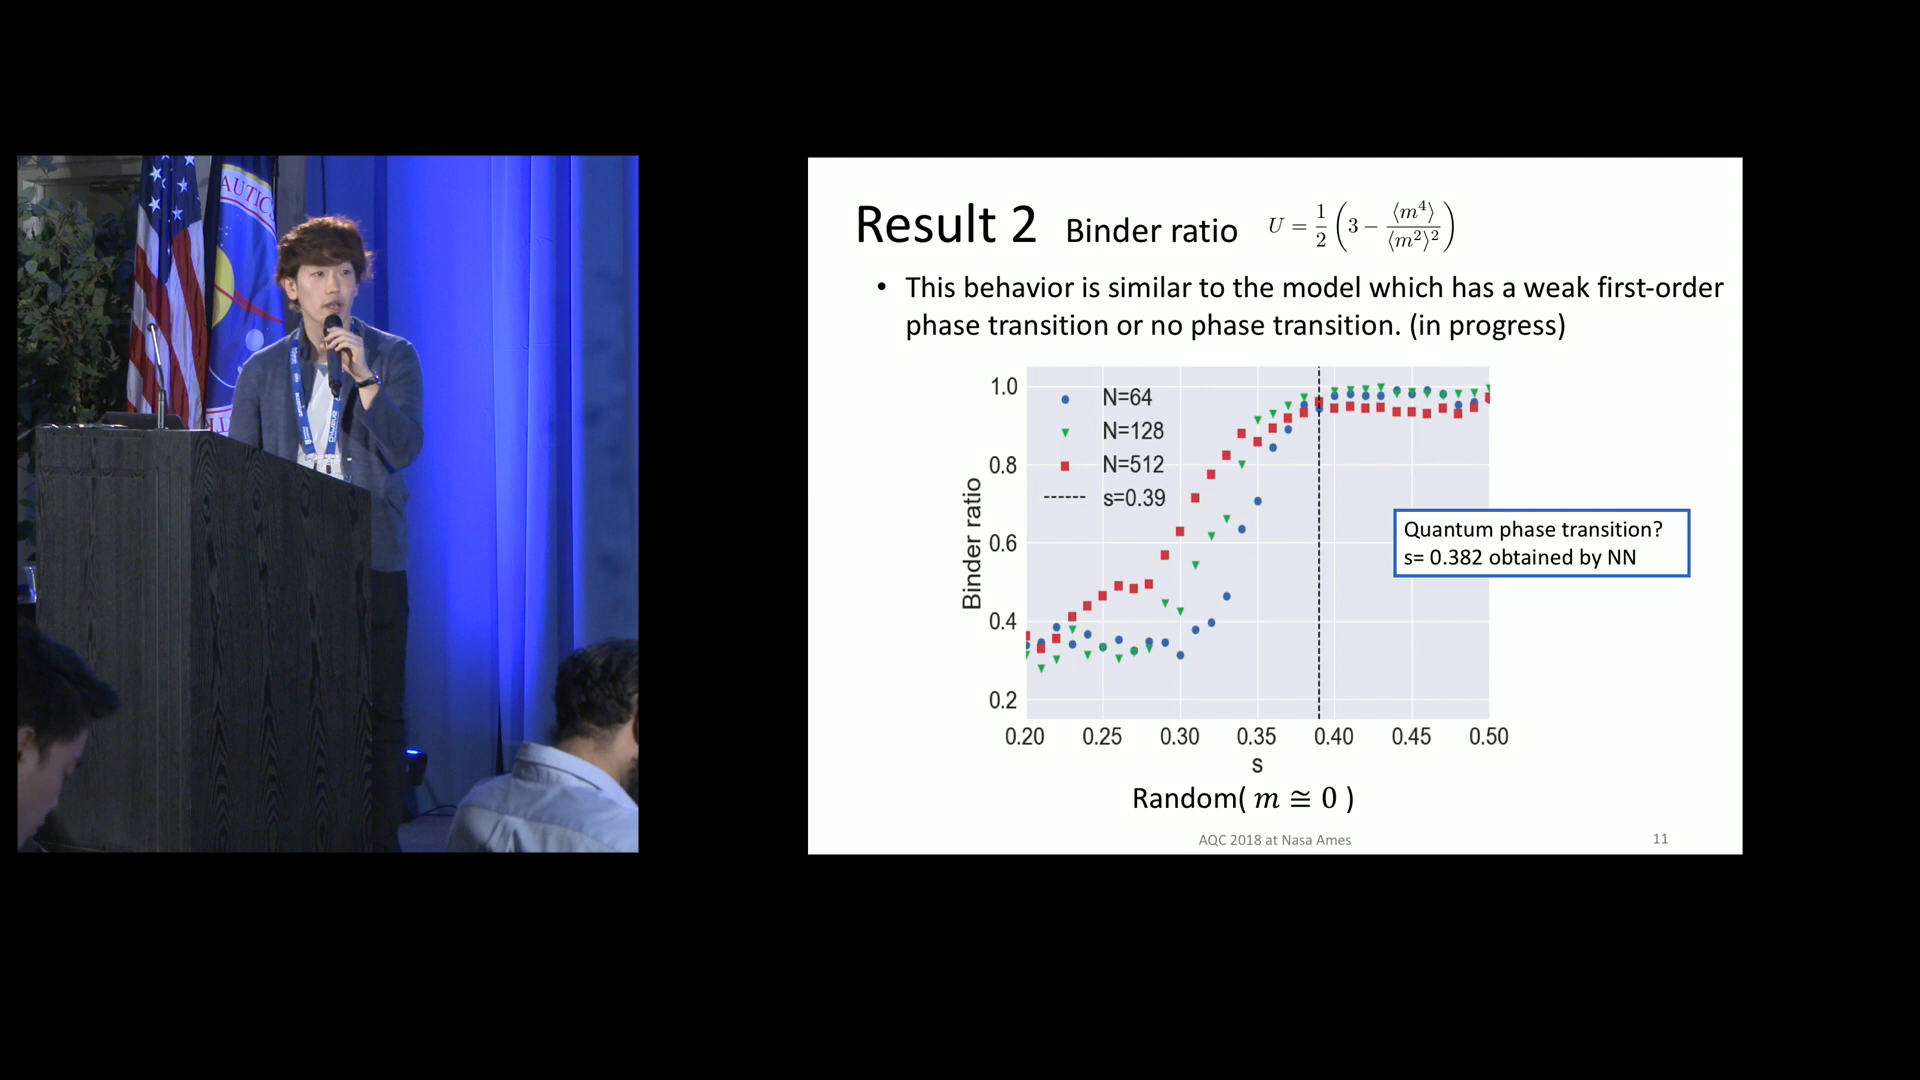 AUTIC
Result 2 Binder ratio U = 1/2 (3 − ⟨m⁴⟩/⟨m²⟩²)
• This behavior is similar to the model which has a weak first-order
phase transition or no phase transition. (in progress)
1.0
0.8
0.6
0.4
0.2
Binder ratio
N=64
N=128
N=512
s=0.39
Quantum phase transition?
s= 0.382 obtained by NN
0.20 0.25 0.30 0.35 0.40 0.45 0.50
s
Random( m ≅ 0 )
AQC 2018 at Nasa Ames
11